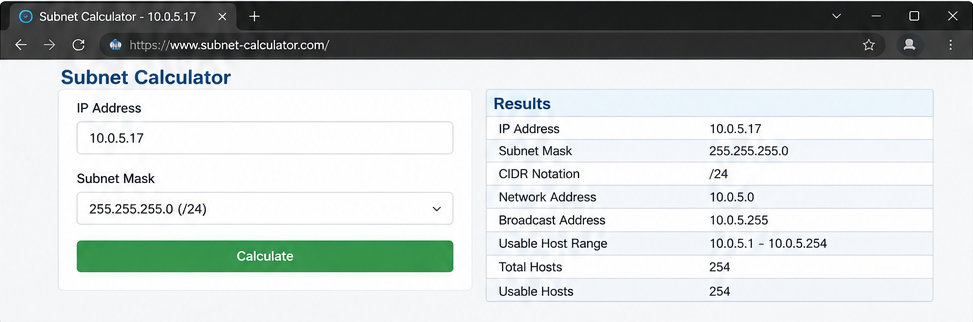 Subnet Calculator - 10.0.5.17
https://www.subnet-calculator.com/
Subnet Calculator
IP Address
10.0.5.17
Subnet Mask
255.255.255.0 (/24)
Calculate
Results
IP Address 10.0.5.17
Subnet Mask 255.255.255.0
CIDR Notation /24
Network Address 10.0.5.0
Broadcast Address 10.0.5.255
Usable Host Range 10.0.5.1 - 10.0.5.254
Total Hosts 254
Usable Hosts 254